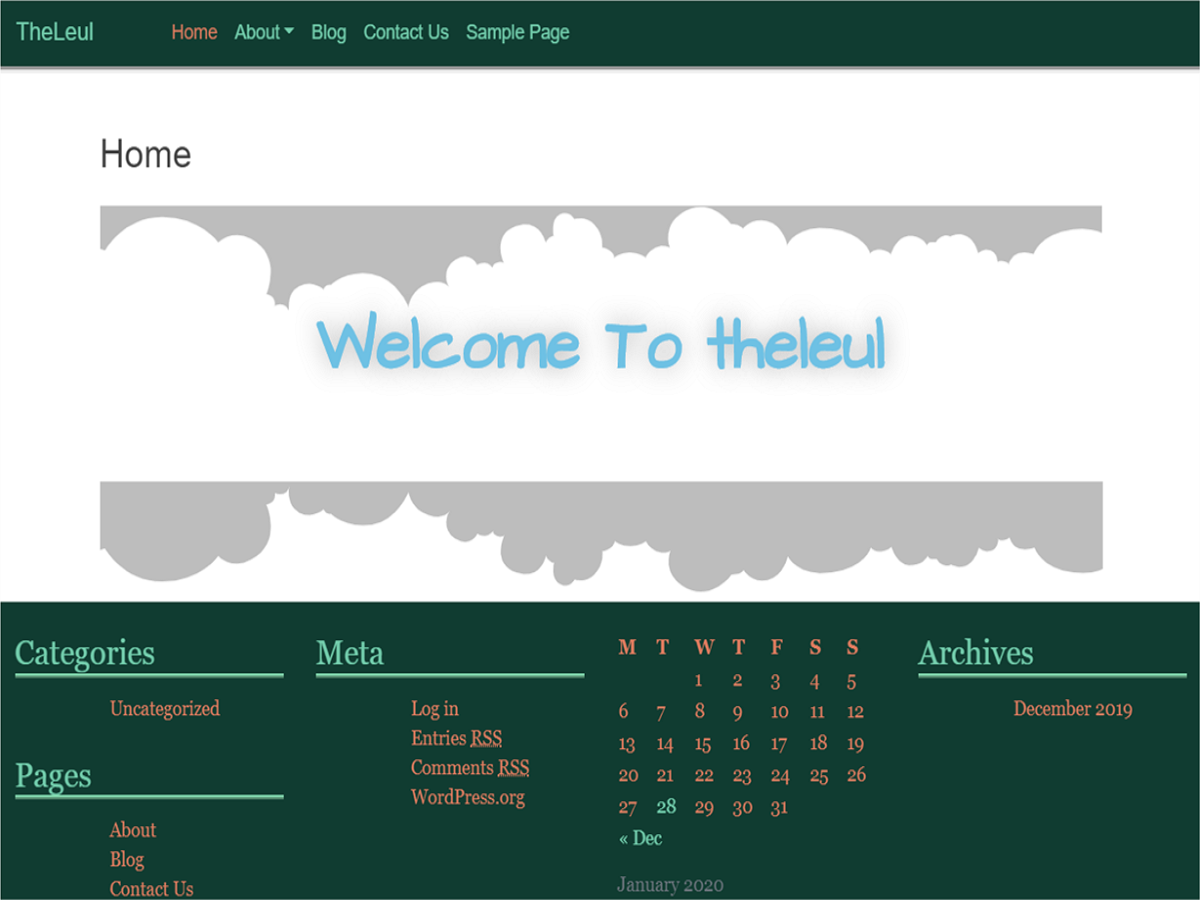 TheLeul Home About Blog Contact Us Sample Page
Home
Welcome To theleul
Categories
Uncategorized
Pages
About
Blog
Contact Us
Meta
Log in
Entries RSS
Comments RSS
WordPress.org
M T W T F S S
1 2 3 4 5
6 7 8 9 10 11 12
13 14 15 16 17 18 19
20 21 22 23 24 25 26
27 28 29 30 31
« Dec
January 2020
Archives
December 2019